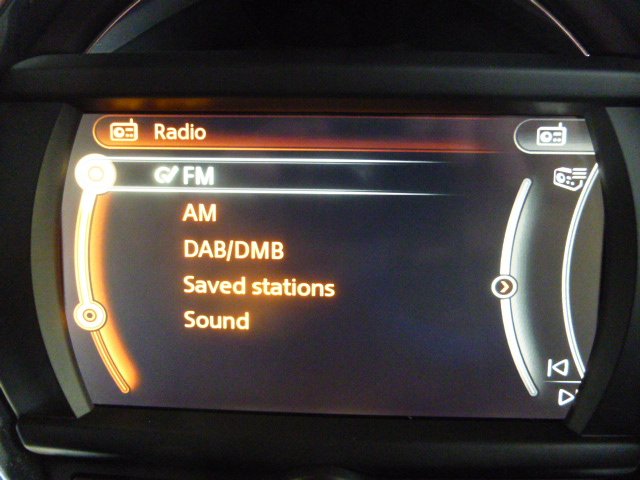 Radio
FM
AM
DAB/DMB
Saved stations
Sound